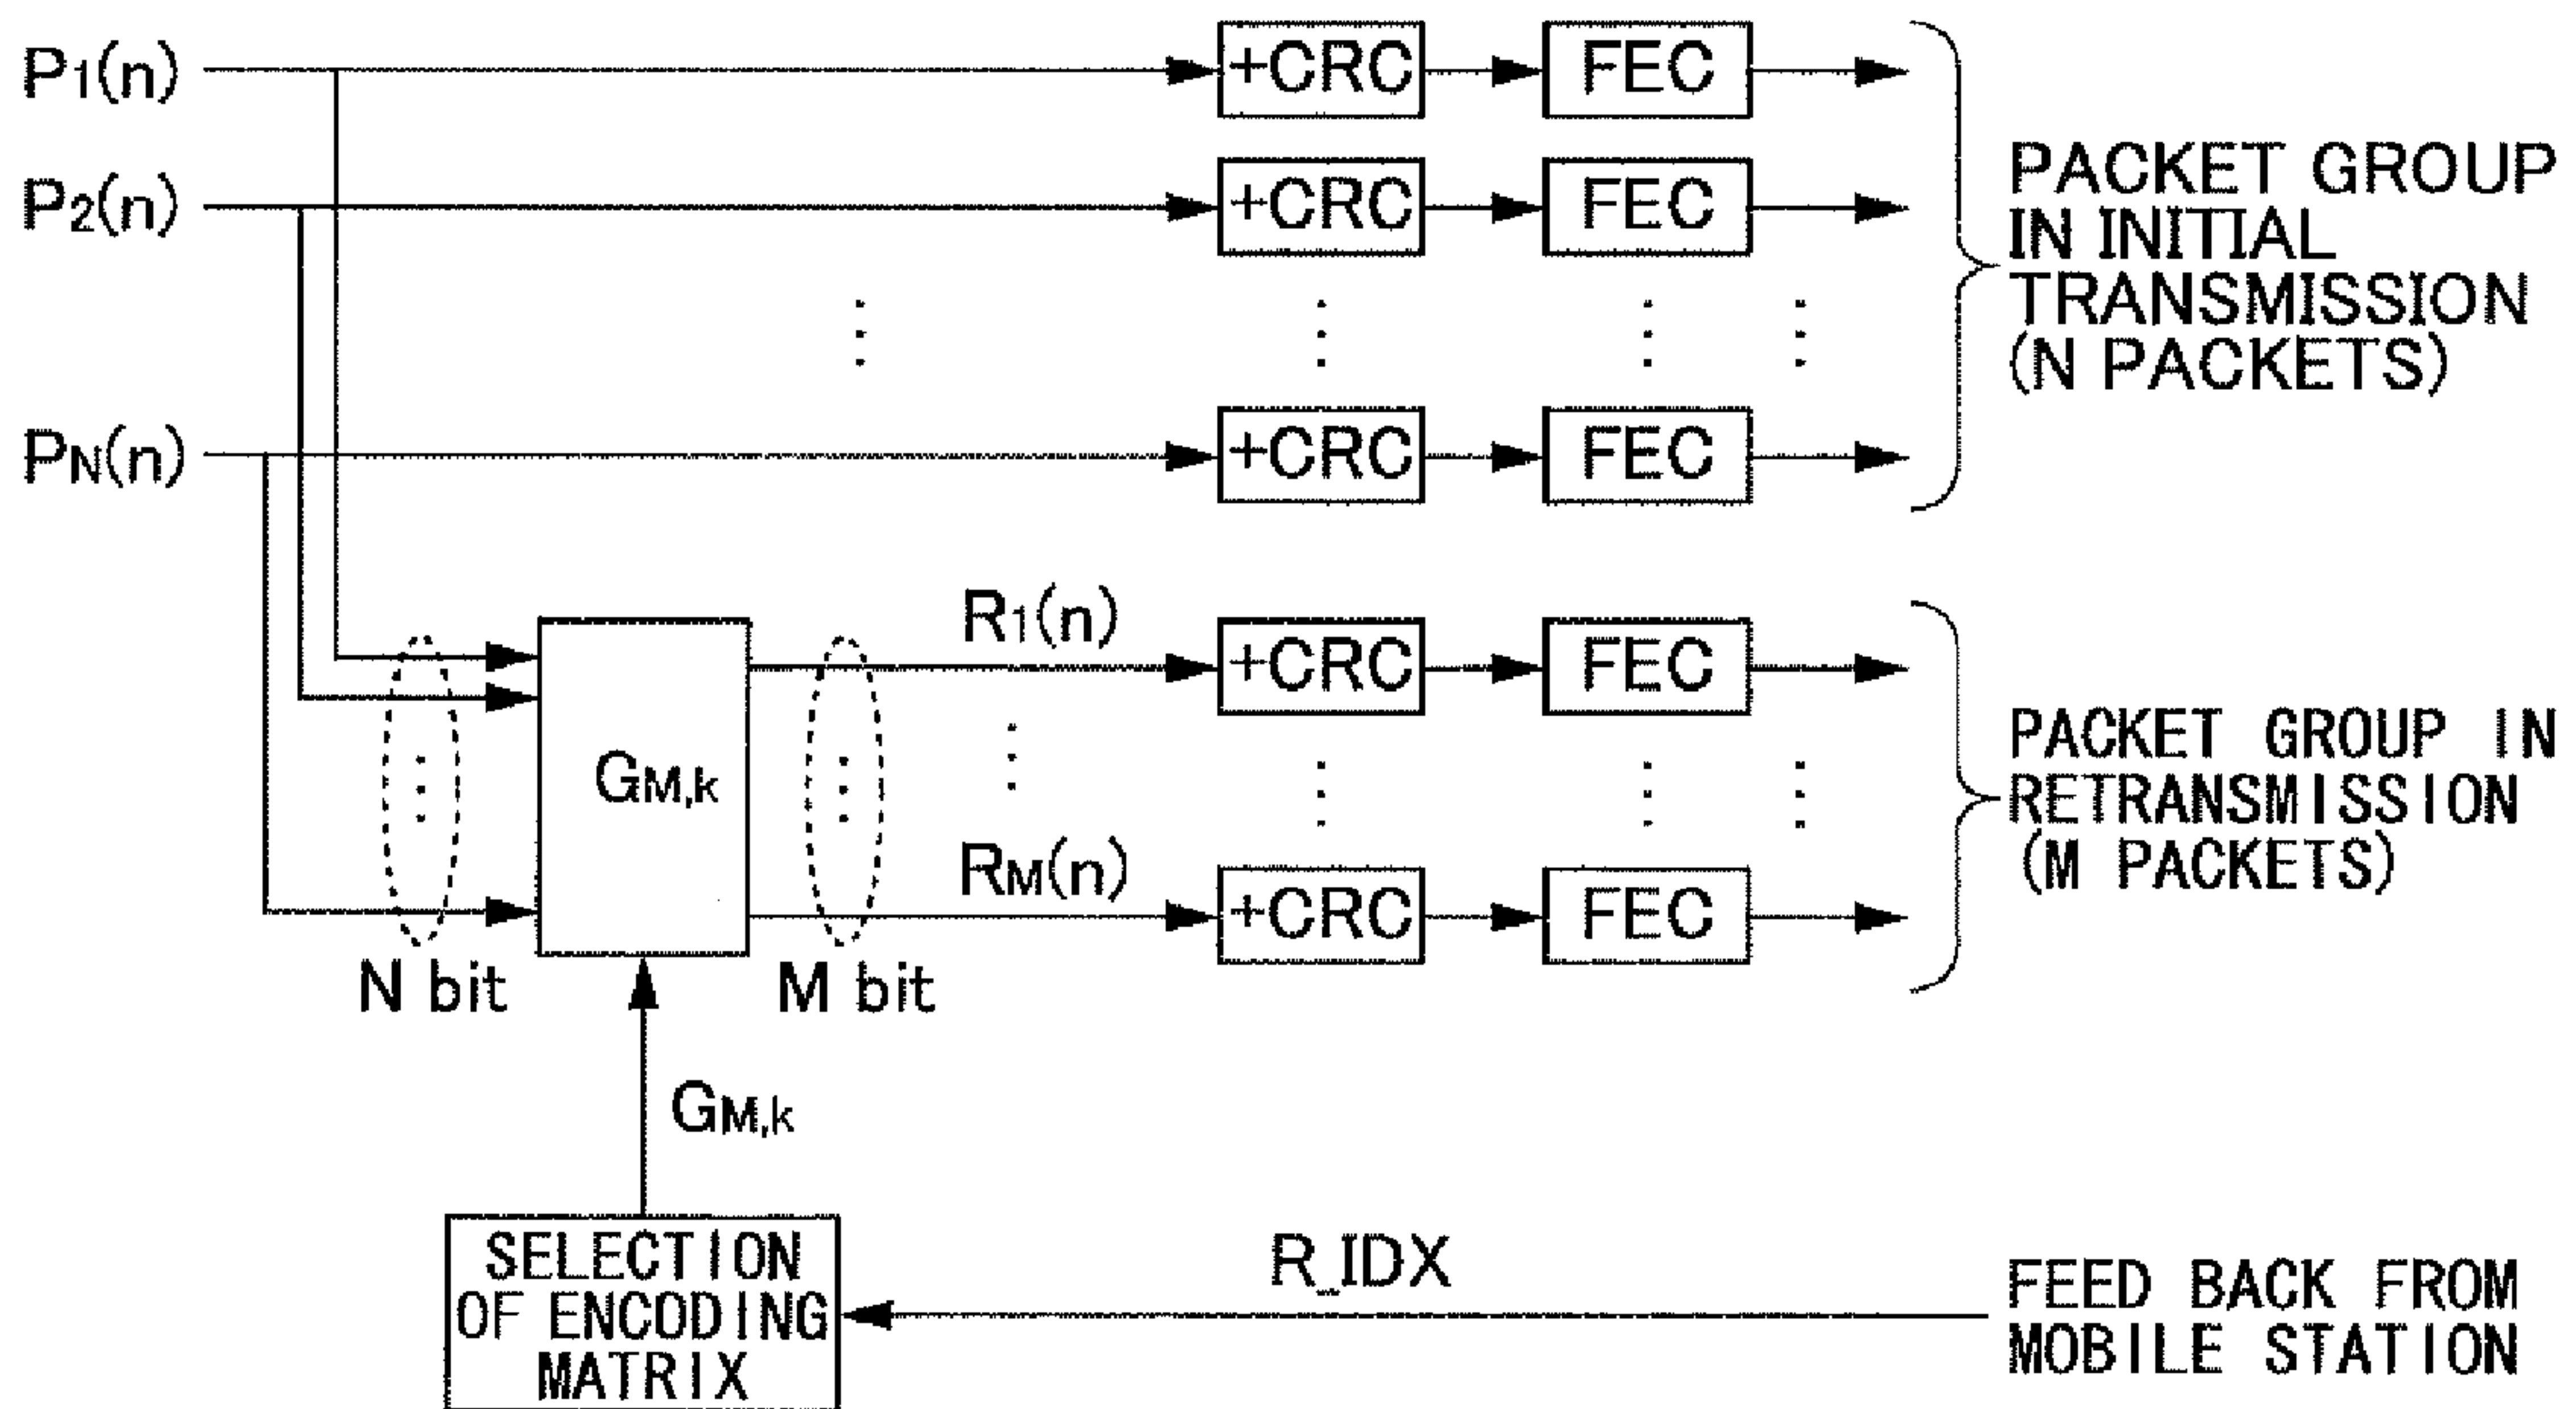 P1(n)
+CRC
FEC
P2(n)
+CRC
FEC
PACKET GROUP
IN INITIAL
TRANSMISSION
(N PACKETS)
PN(n)
+CRC
FEC
R1(n)
+CRC
FEC
GM,k
RM(n)
+CRC
FEC
PACKET GROUP IN
RETRANSMISSION
(M PACKETS)
N bit
M bit
GM,k
SELECTION
OF ENCODING
MATRIX
R_IDX
FEED BACK FROM
MOBILE STATION